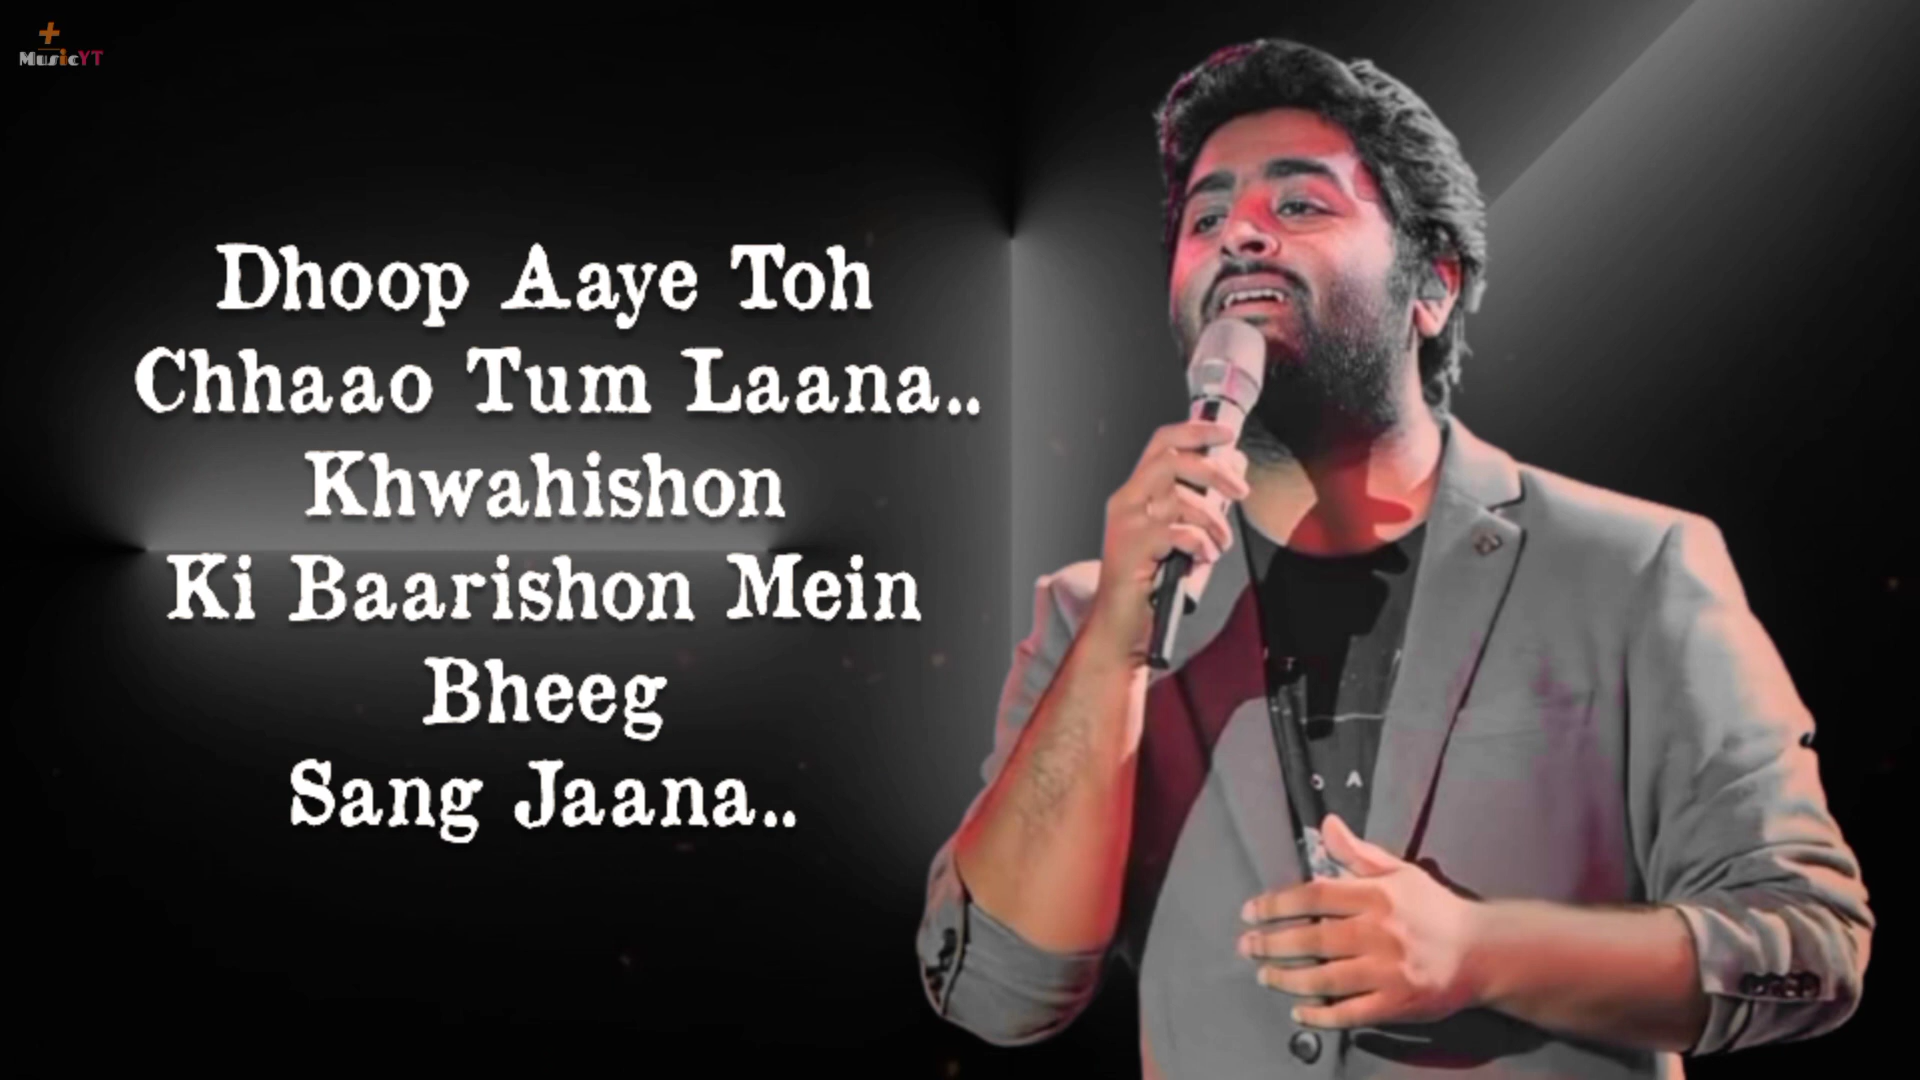 MusicYT
Dhoop Aaye Toh
Chhaao Tum Laana..
Khwahishon
Ki Baarishon Mein
Bheeg
Sang Jaana..